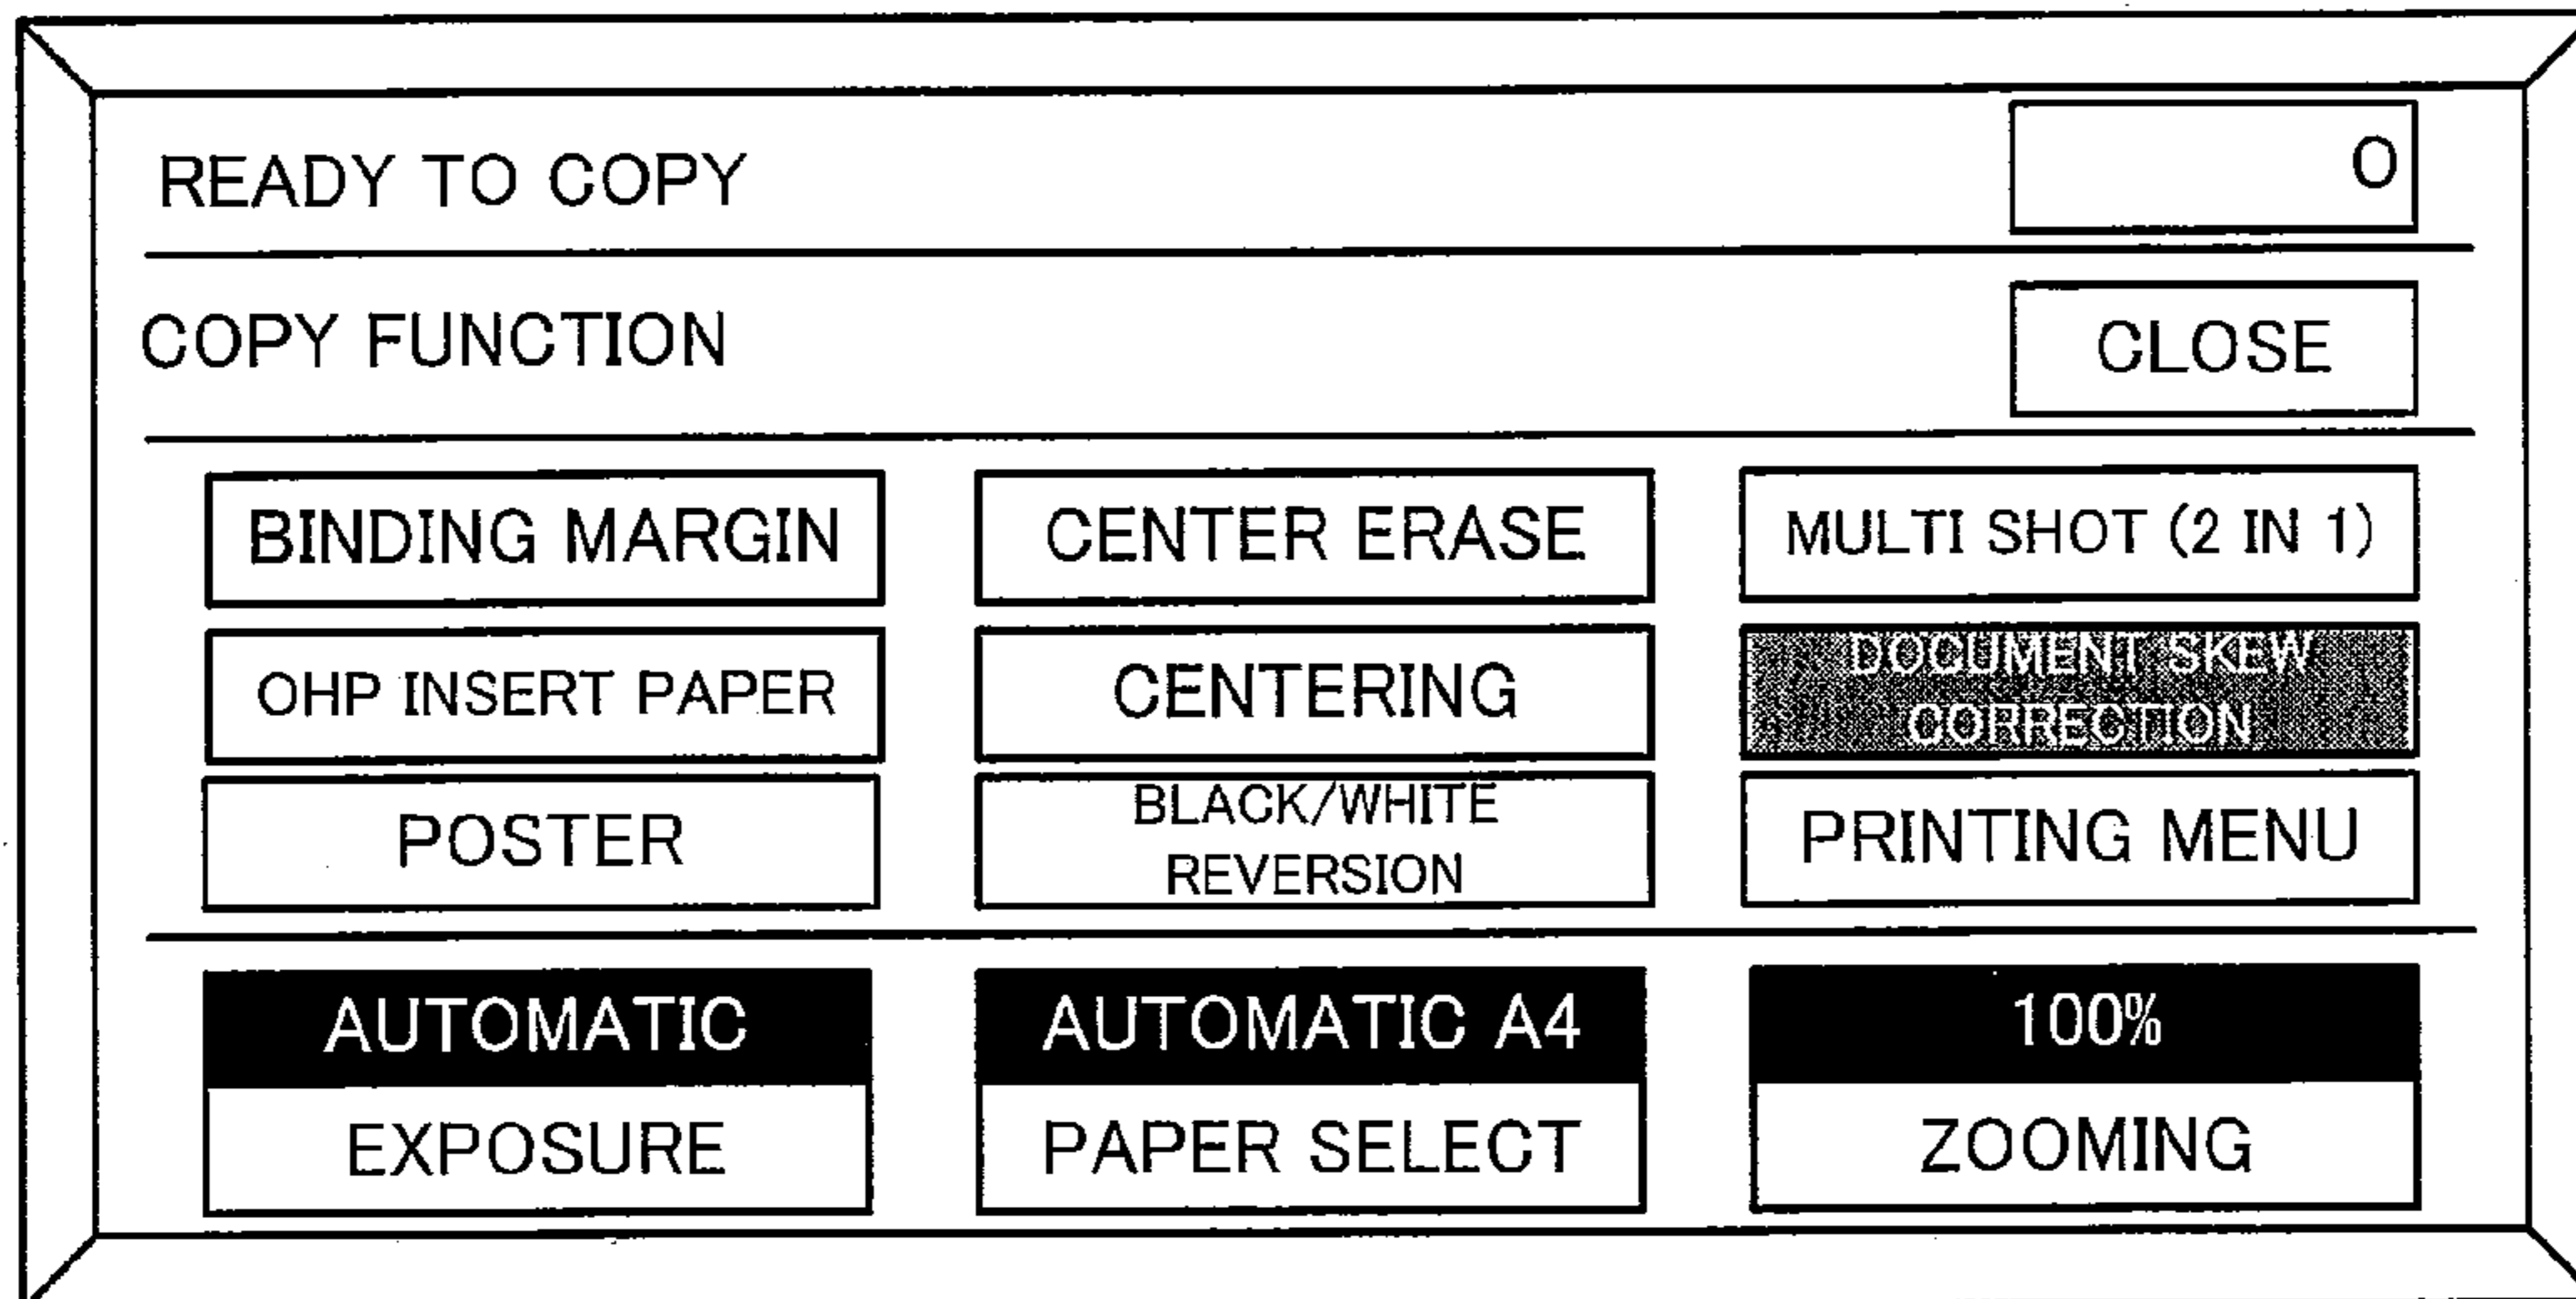 READY TO COPY
0
COPY FUNCTION
CLOSE
BINDING MARGIN
CENTER ERASE
MULTI SHOT (2 IN 1)
OHP INSERT PAPER
CENTERING
DOCUMENT SKEW
CORRECTION
POSTER
BLACK/WHITE
REVERSION
PRINTING MENU
AUTOMATIC
AUTOMATIC A4
100%
EXPOSURE
PAPER SELECT
ZOOMING